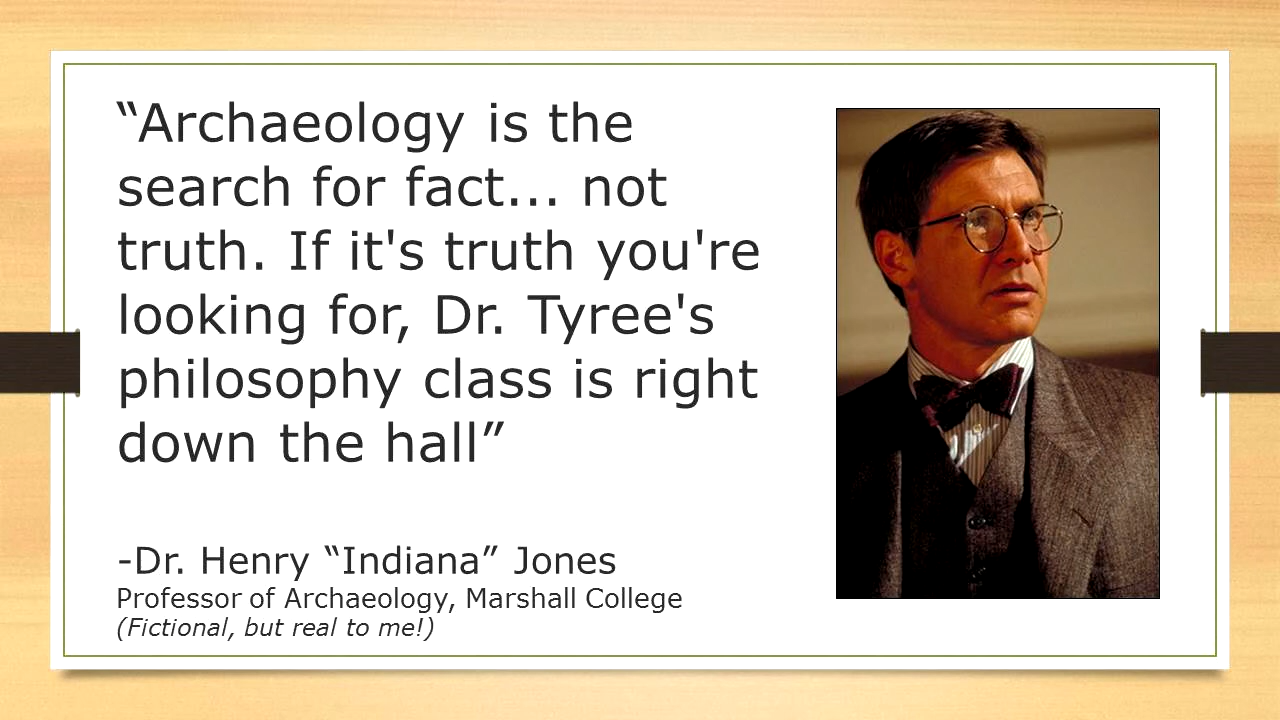 “Archaeology is the
search for fact... not
truth. If it's truth you're
looking for, Dr. Tyree's
philosophy class is right
down the hall”
-Dr. Henry “Indiana” Jones
Professor of Archaeology, Marshall College
(Fictional, but real to me!)